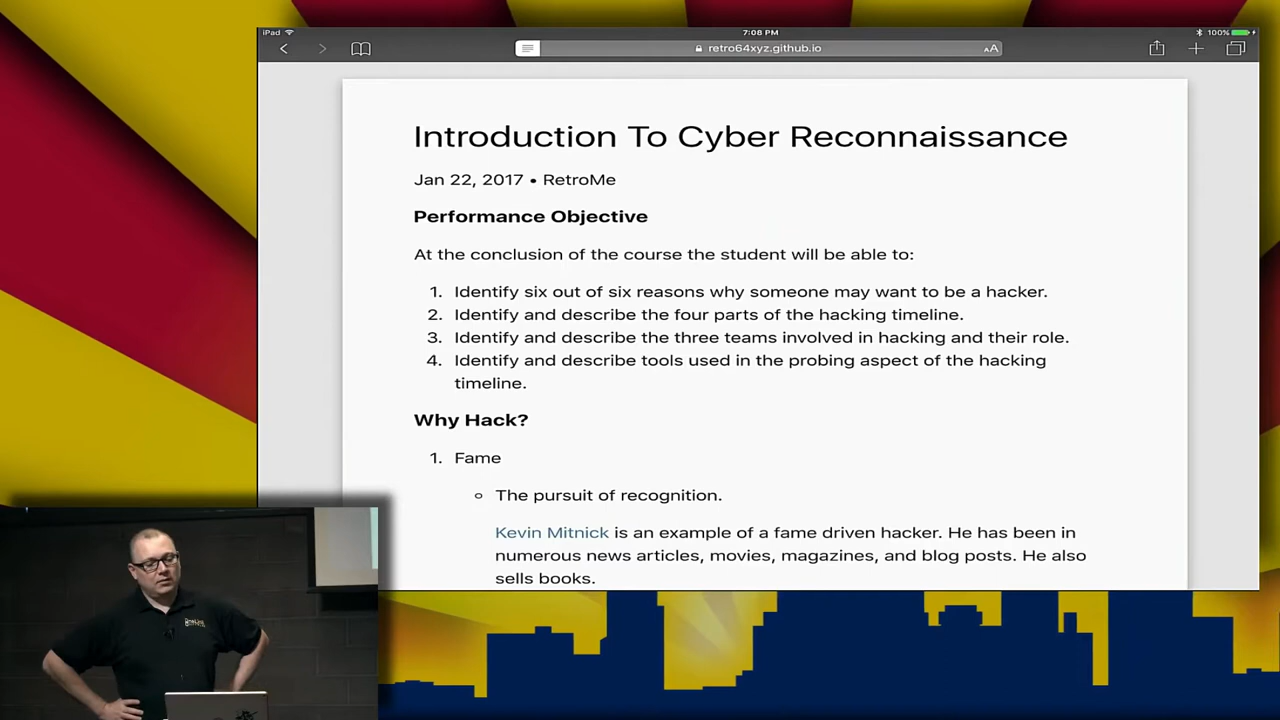 iPad
7:08 PM
100%
retro64xyz.github.io
AA
Introduction To Cyber Reconnaissance
Jan 22, 2017 • RetroMe
Performance Objective
At the conclusion of the course the student will be able to:
1. Identify six out of six reasons why someone may want to be a hacker.
2. Identify and describe the four parts of the hacking timeline.
3. Identify and describe the three teams involved in hacking and their role.
4. Identify and describe tools used in the probing aspect of the hacking
timeline.
Why Hack?
1. Fame
○ The pursuit of recognition.
Kevin Mitnick is an example of a fame driven hacker. He has been in
numerous news articles, movies, magazines, and blog posts. He also
sells books.